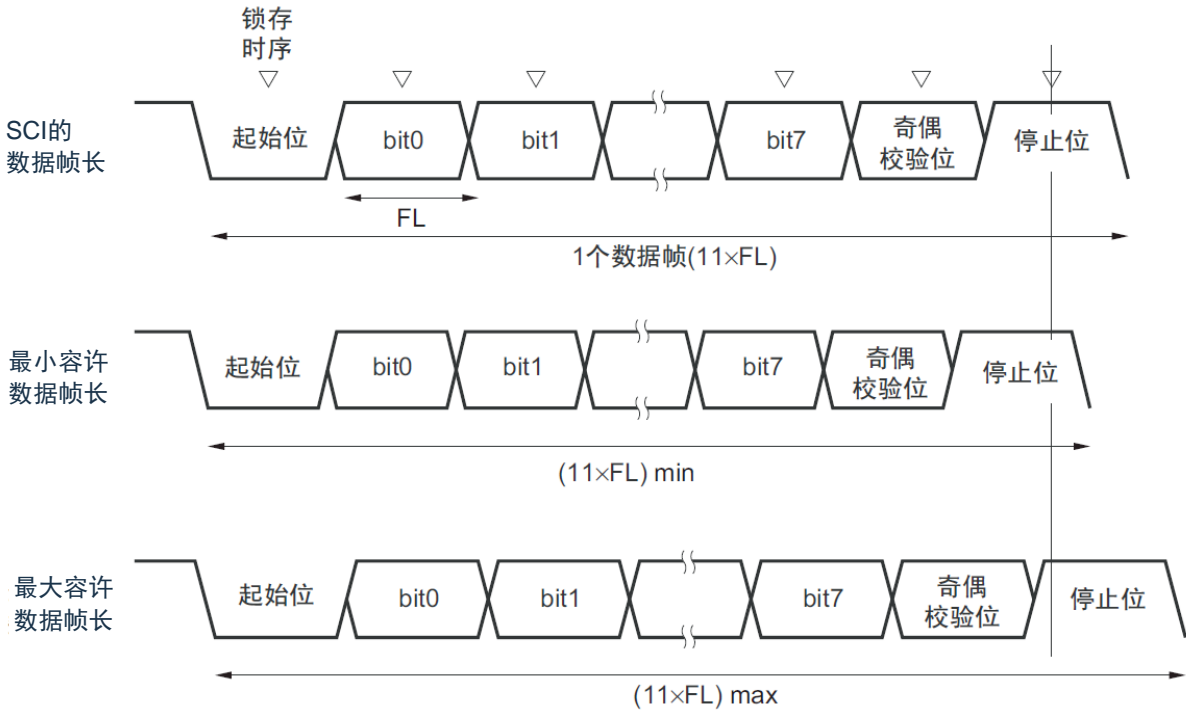 锁存
时序
SCI的
数据帧长
起始位 bit0 bit1 bit7 奇偶
校验位 停止位
FL
1个数据帧(11×FL)
最小容许
数据帧长
起始位 bit0 bit1 bit7 奇偶
校验位 停止位
(11×FL) min
最大容许
数据帧长
起始位 bit0 bit1 bit7 奇偶
校验位 停止位
(11×FL) max